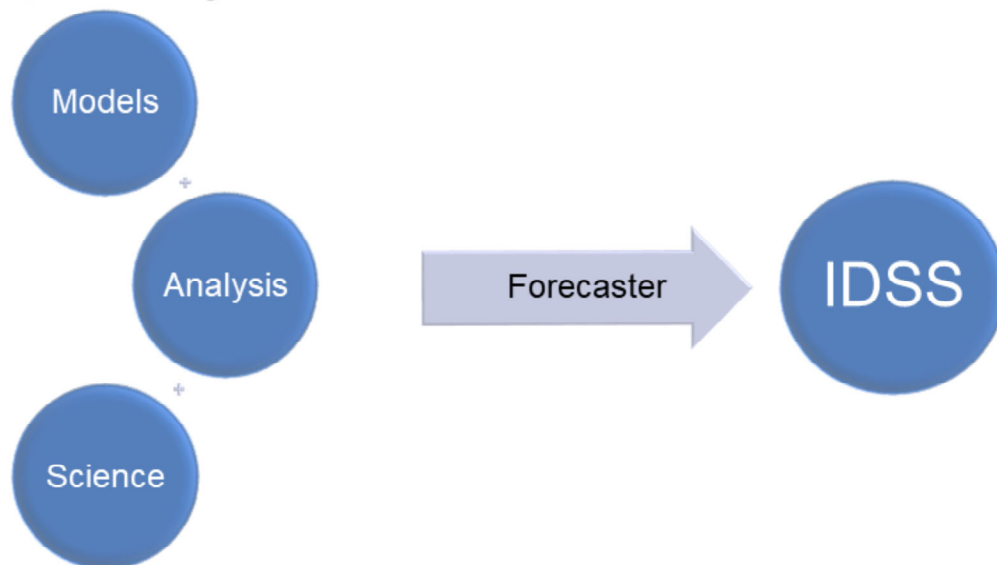 Models
+
Analysis
+
Science
Forecaster
IDSS